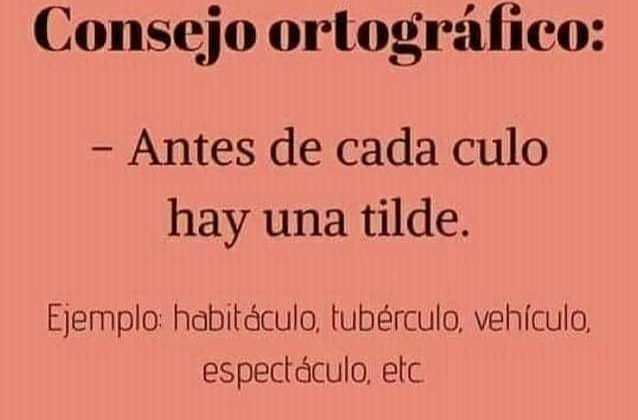 Consejo ortográfico:
– Antes de cada culo
hay una tilde.
Ejemplo: habitáculo, tubérculo, vehículo,
espectáculo, etc